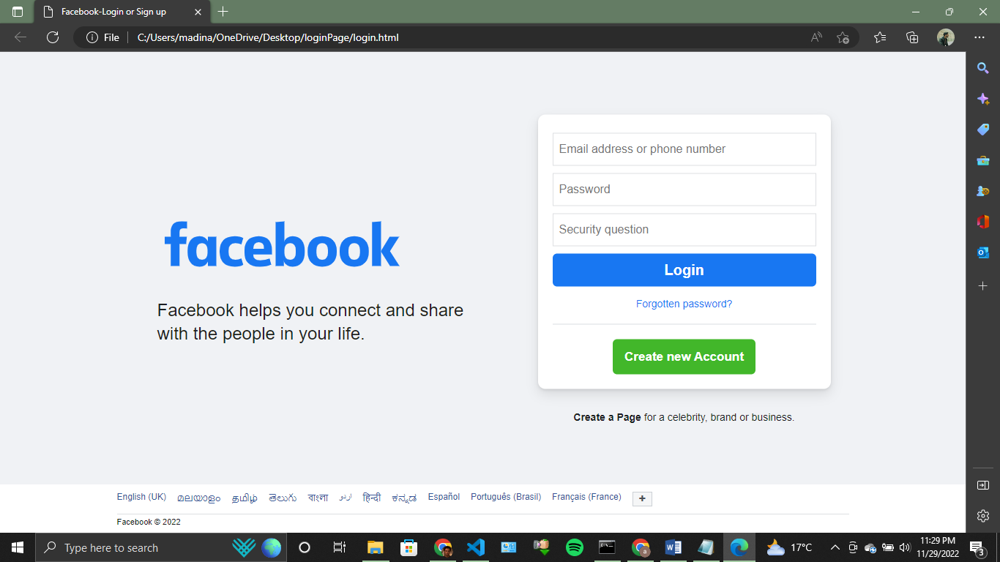 Facebook-Login or Sign up
File
C:/Users/madina/OneDrive/Desktop/loginPage/login.html
facebook
Facebook helps you connect and share
with the people in your life.
Email address or phone number
Password
Security question
Login
Forgotten password?
Create new Account
Create a Page for a celebrity, brand or business.
English (UK) മലയാളം தமிழ் తెలుగు বাংলা اردو हिन्दी ಕನ್ನಡ Español Português (Brasil) Français (France) +
Facebook © 2022
Type here to search
17°C
11:29 PM
11/29/2022
3